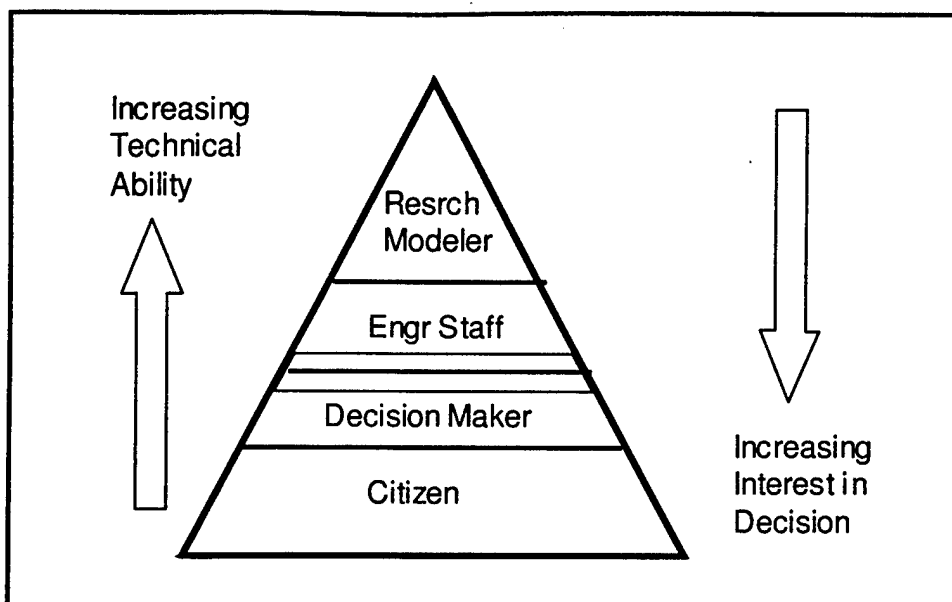 Increasing
Technical
Ability
Resrch
Modeler
Engr Staff
Decision Maker
Citizen
Increasing
Interest in
Decision